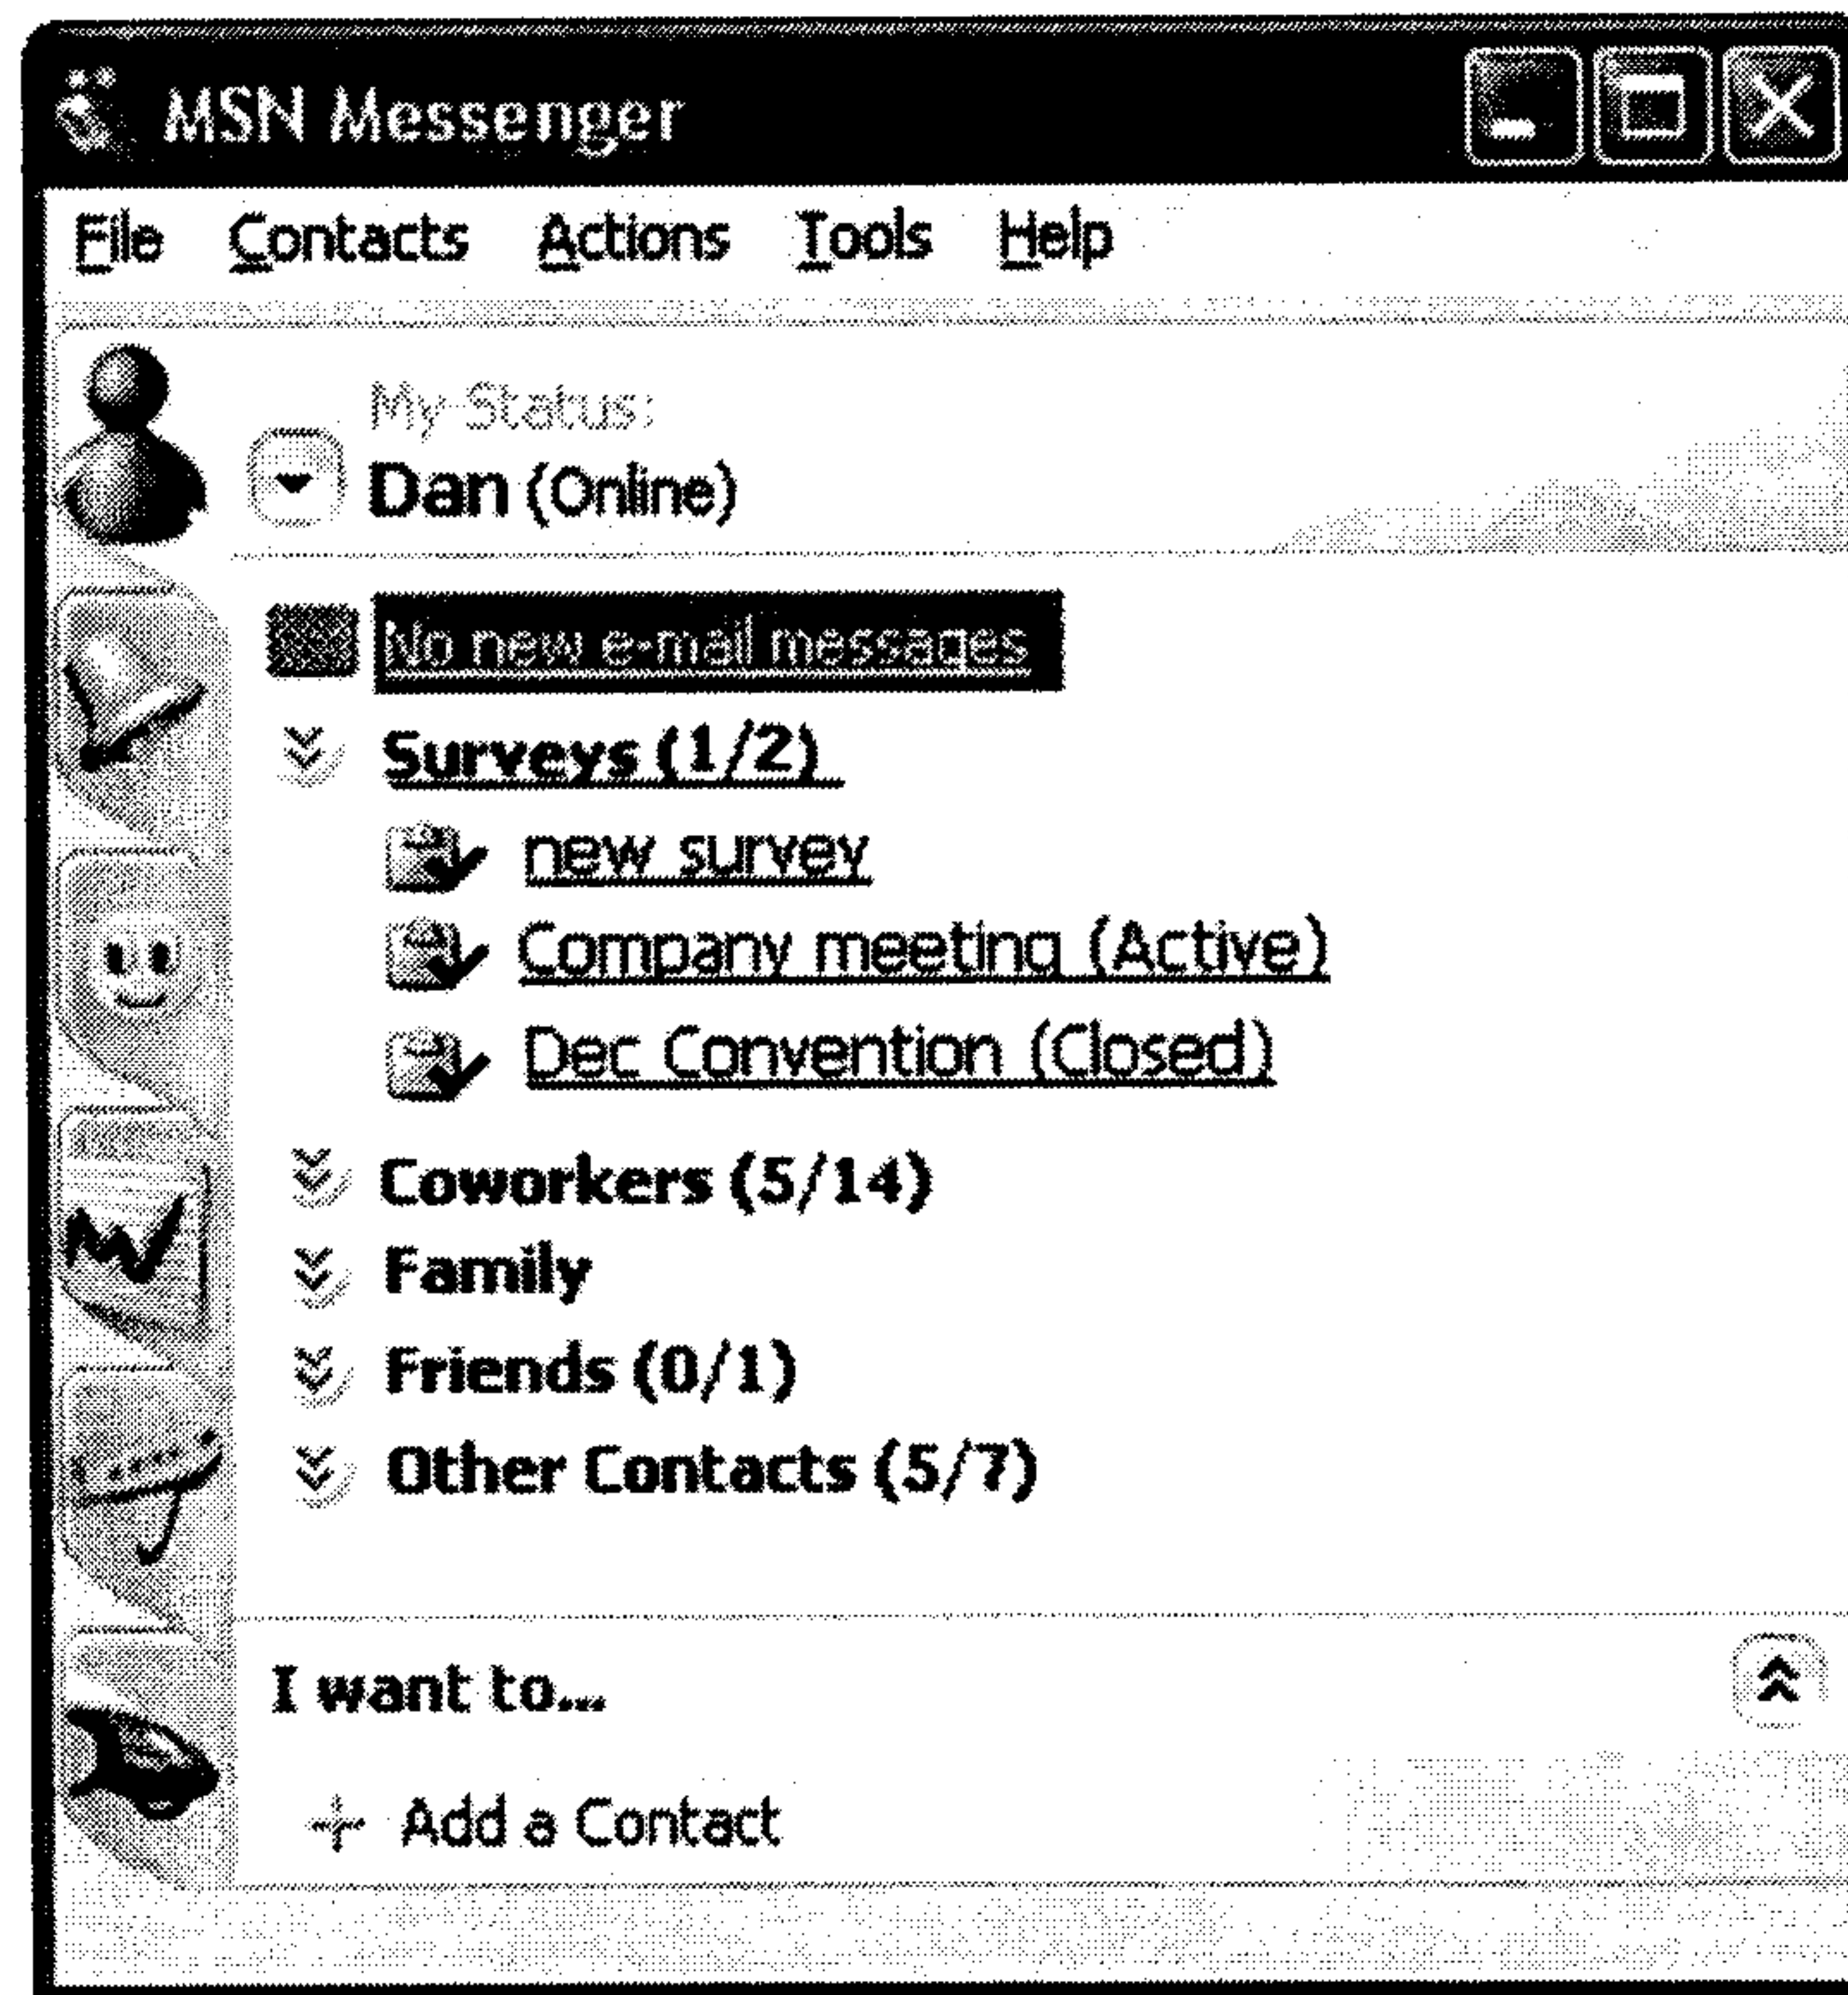 MSN Messenger
File Contacts Actions Tools Help
My Status:
Dan (Online)
No new e-mail messages
Surveys (1/2)
new survey
Company meeting (Active)
Dec Convention (Closed)
Coworkers (5/14)
Family
Friends (0/1)
Other Contacts (5/7)
I want to...
+ Add a Contact